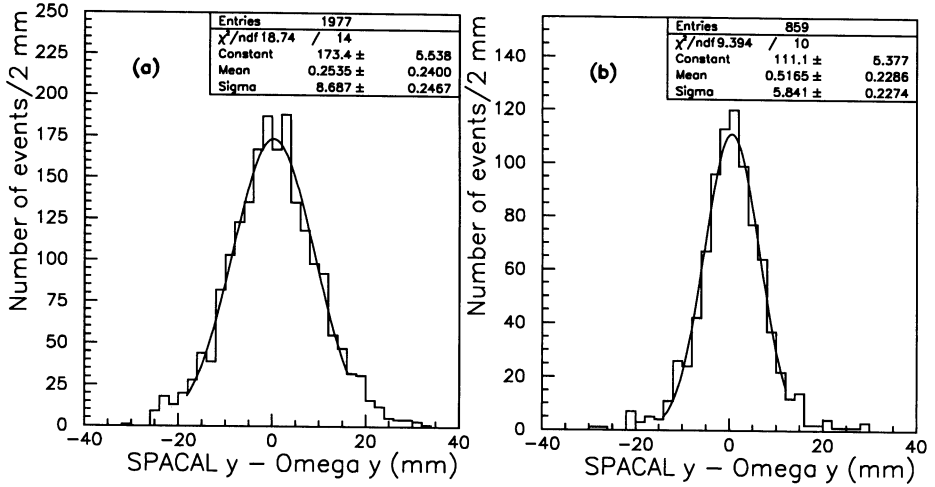 Entries 1977
χ²/ndf 18.74 / 14
Constant 173.4 ± 5.538
Mean 0.2535 ± 0.2400
Sigma 8.687 ± 0.2467
(a)
Number of events/2 mm
250
225
200
175
150
125
100
75
50
25
0
−40 −20 0 20 40
SPACAL y − Omega y (mm)
Entries 859
χ²/ndf 9.394 / 10
Constant 111.1 ± 5.377
Mean 0.5165 ± 0.2286
Sigma 5.841 ± 0.2274
(b)
Number of events/2 mm
140
120
100
80
60
40
20
0
−40 −20 0 20 40
SPACAL y − Omega y (mm)